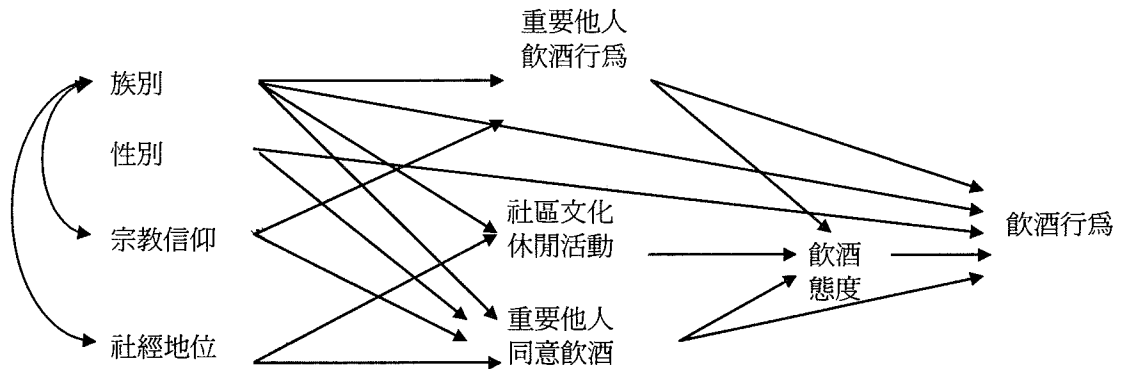 重要他人
飲酒行爲
族別
性別
宗教信仰
社經地位
社區文化
休閒活動
重要他人
同意飲酒
飲酒
態度
飲酒行爲